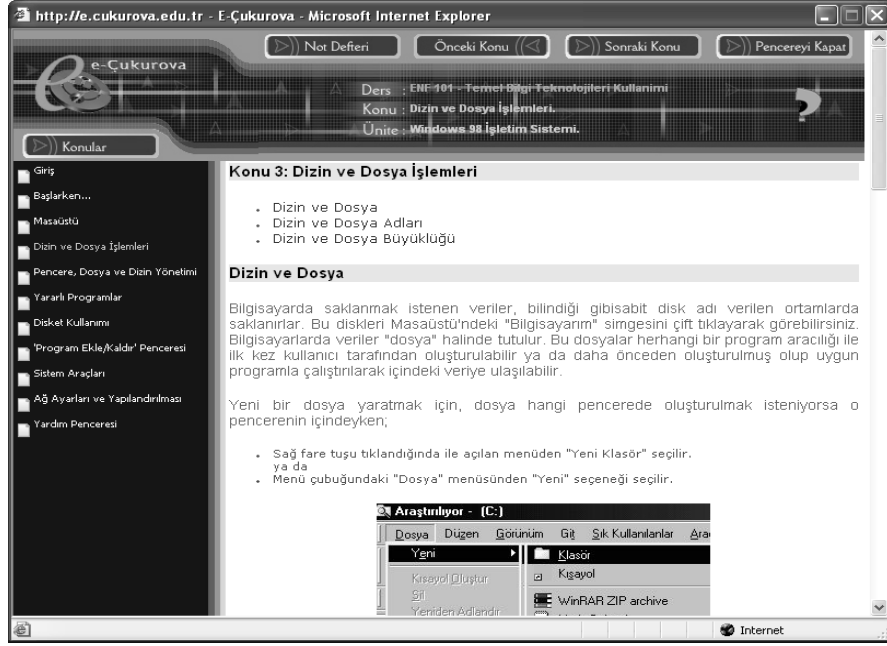 http://e.cukurova.edu.tr - E-Çukurova - Microsoft Internet Explorer
Not Defteri
Önceki Konu
Sonraki Konu
Pencereyi Kapat
e-Çukurova
Ders : ENF 101 - Temel Bilgi Teknolojileri Kullanimi
Konu : Dizin ve Dosya İşlemleri.
Ünite : Windows 98 İşletim Sistemi.
?
Konular
Giriş
Başlarken...
Masaüstü
Dizin ve Dosya İşlemleri
Pencere, Dosya ve Dizin Yönetimi
Yararlı Programlar
Disket Kullanımı
'Program Ekle/Kaldır' Penceresi
Sistem Araçları
Ağ Ayarları ve Yapılandırılması
Yardım Penceresi
Konu 3: Dizin ve Dosya İşlemleri
. Dizin ve Dosya
. Dizin ve Dosya Adları
. Dizin ve Dosya Büyüklüğü
Dizin ve Dosya
Bilgisayarda saklanmak istenen veriler, bilindiği gibisabit disk adı verilen ortamlarda
saklanırlar. Bu diskleri Masaüstü'ndeki "Bilgisayarım" simgesini çift tıklayarak görebilirsiniz.
Bilgisayarlarda veriler "dosya" halinde tutulur. Bu dosyalar herhangi bir program aracılığı ile
ilk kez kullanıcı tarafından oluşturulabilir ya da daha önceden oluşturulmuş olup uygun
programla çalıştırılarak içindeki veriye ulaşılabilir.
Yeni bir dosya yaratmak için, dosya hangi pencerede oluşturulmak isteniyorsa o
pencerenin içindeyken;
. Sağ fare tuşu tıklandığında ile açılan menüden "Yeni Klasör" seçilir.
ya da
. Menü çubuğundaki "Dosya" menüsünden "Yeni" seçeneği seçilir.
Araştırılıyor - (C:)
Dosya Düzen Görünüm Git Sık Kullanılanlar
Yeni
Klasör
Kısayol Oluştur
Kısayol
Sil
WinRAR ZIP archive
Yeniden Adlandır
Internet